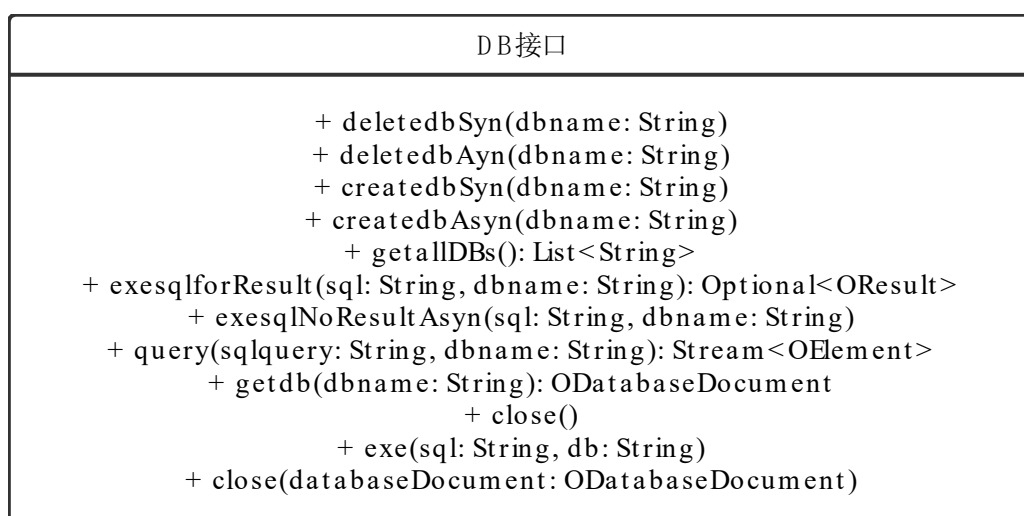 DB接口
+ deletedbSyn(dbname: String)
+ deletedbAyn(dbname: String)
+ createdbSyn(dbname: String)
+ createdbAsyn(dbname: String)
+ getallDBs(): List<String>
+ exesqlforResult(sql: String, dbname: String): Optional<OResult>
+ exesqlNoResultAsyn(sql: String, dbname: String)
+ query(sqlquery: String, dbname: String): Stream<OElement>
+ getdb(dbname: String): ODatabaseDocument
+ close()
+ exe(sql: String, db: String)
+ close(databaseDocument: ODatabaseDocument)